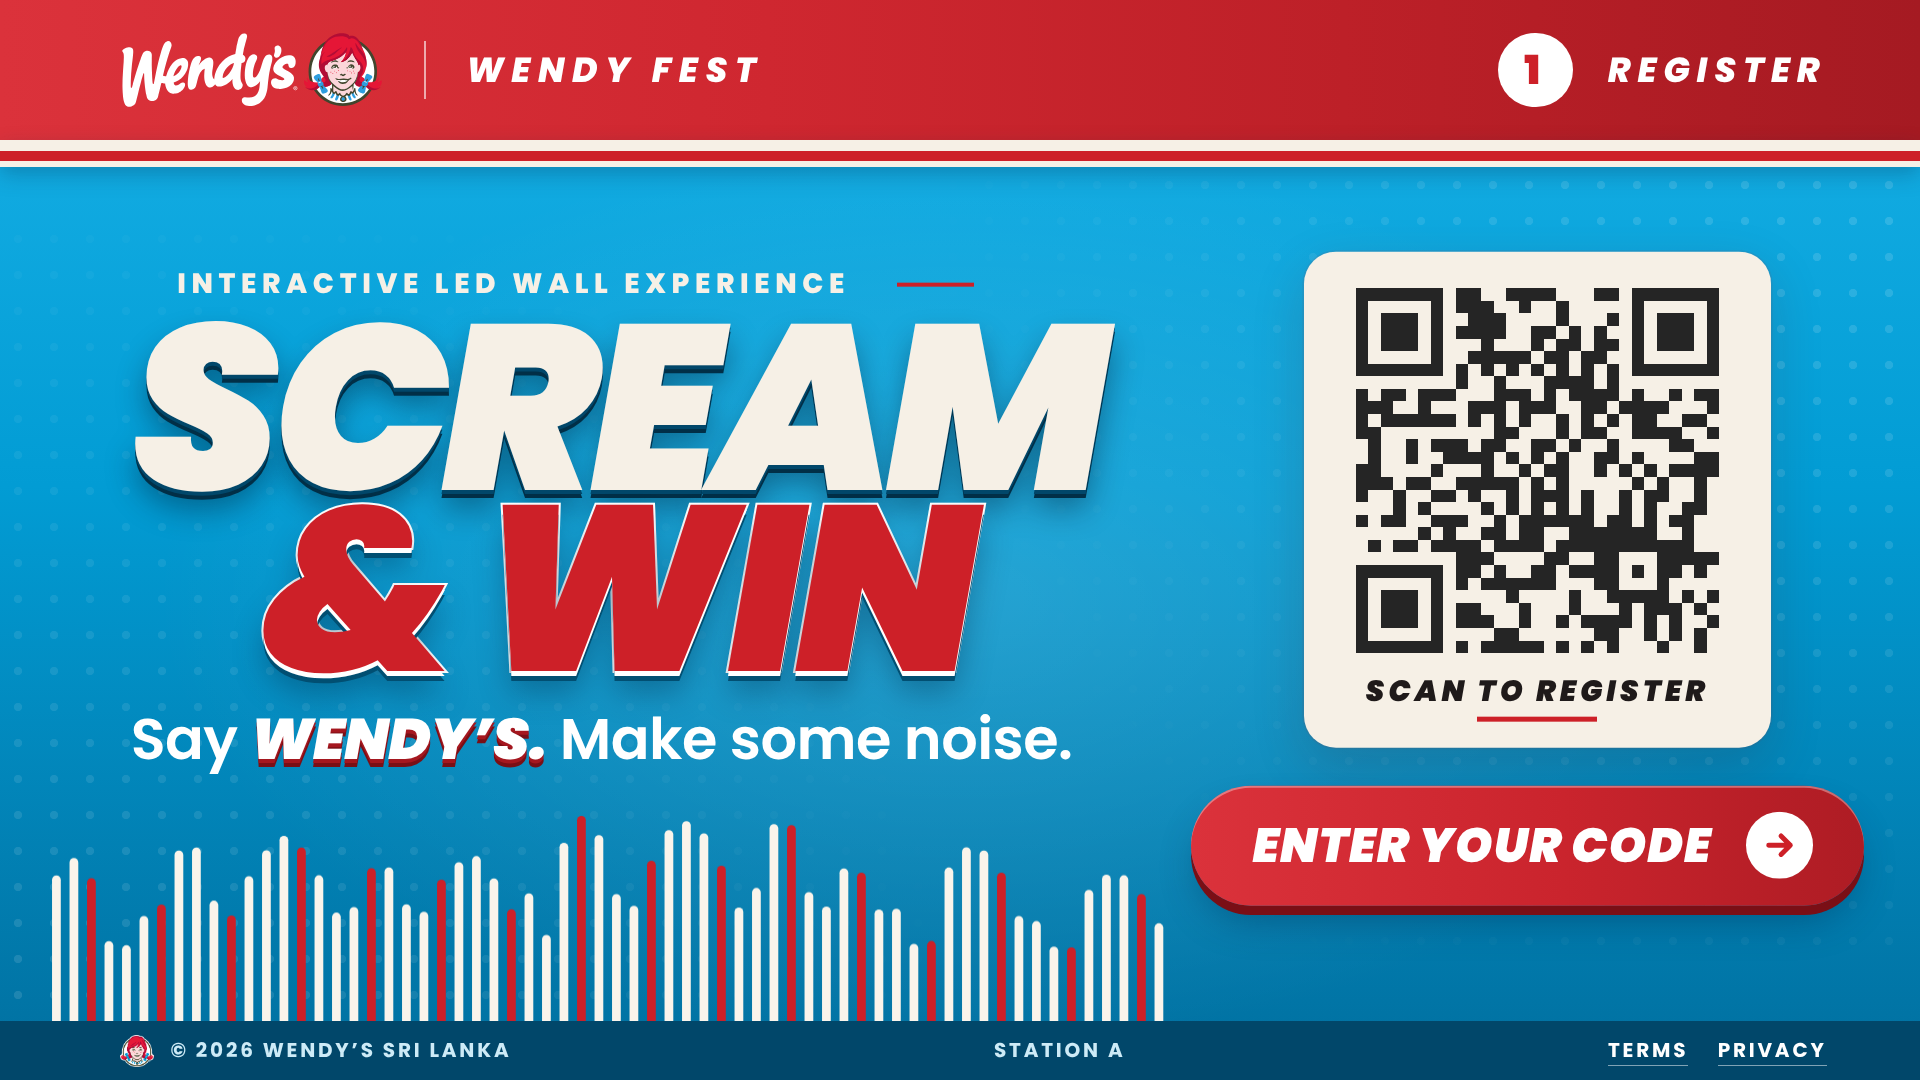 Wendy's
WENDY FEST
1 REGISTER
INTERACTIVE LED WALL EXPERIENCE
SCREAM
& WIN
Say WENDY’S. Make some noise.
SCAN TO REGISTER
ENTER YOUR CODE
© 2026 WENDY’S SRI LANKA
STATION A
TERMS PRIVACY